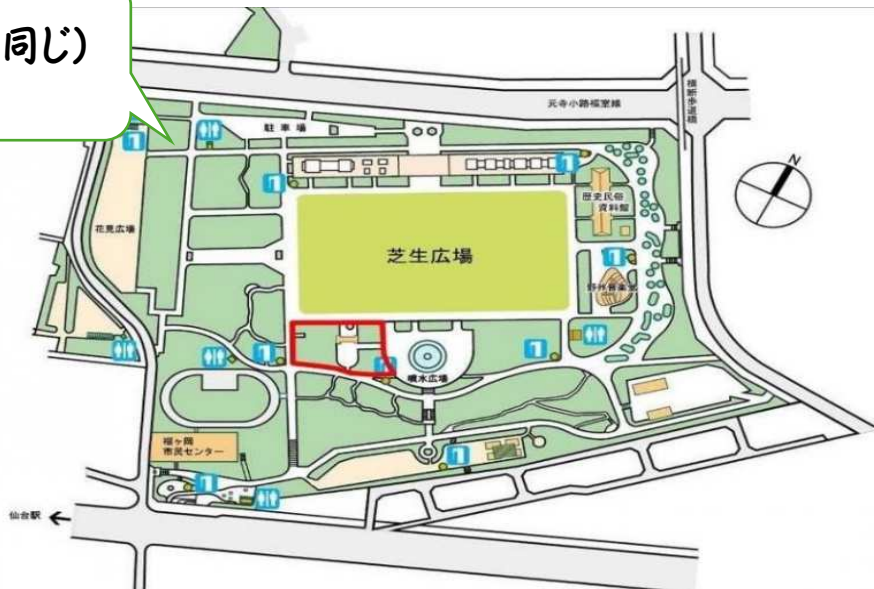 同じ)
元寺小路福室線
横断歩道橋
駐車場
N
花見広場
歴史民俗
資料館
芝生広場
野外音楽堂
噴水広場
榴ヶ岡
市民センター
仙台駅